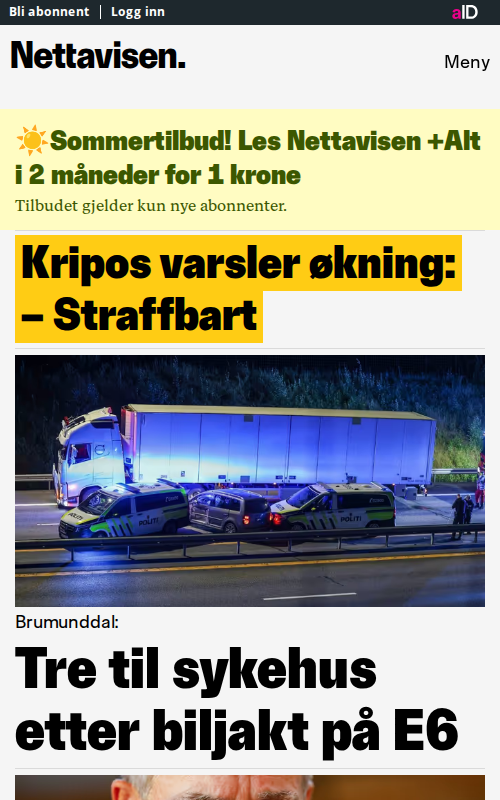 Bli abonnent
Logg inn
aID
Nettavisen.
Meny
Sommertilbud! Les Nettavisen +Alt
i 2 måneder for 1 krone
Tilbudet gjelder kun nye abonnenter.
Kripos varsler økning:
– Straffbart
POLITI
POLITI
Brumunddal:
Tre til sykehus
etter biljakt på E6